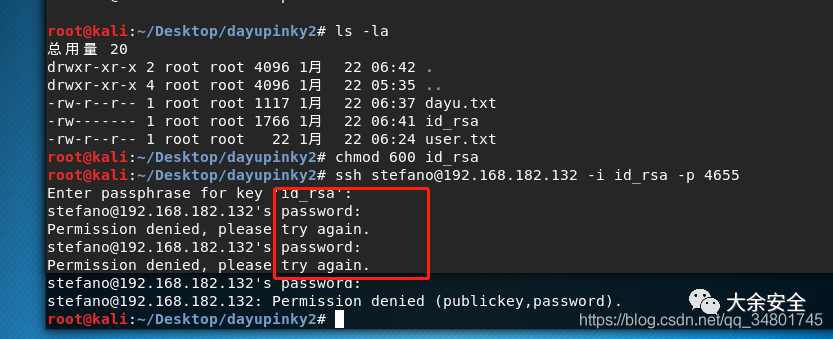 root@kali:~/Desktop/dayupinky2# ls -la
总用量 20
drwxr-xr-x 2 root root 4096 1月  22 06:42 .
drwxr-xr-x 4 root root 4096 1月  22 05:35 ..
-rw-r--r-- 1 root root 1117 1月  22 06:37 dayu.txt
-rw------- 1 root root 1766 1月  22 06:41 id_rsa
-rw-r--r-- 1 root root   22 1月  22 06:24 user.txt
root@kali:~/Desktop/dayupinky2# chmod 600 id_rsa
root@kali:~/Desktop/dayupinky2# ssh stefano@192.168.182.132 -i id_rsa -p 4655
Enter passphrase for key 'id_rsa':
stefano@192.168.182.132's password:
Permission denied, please try again.
stefano@192.168.182.132's password:
Permission denied, please try again.
stefano@192.168.182.132's password:
stefano@192.168.182.132: Permission denied (publickey,password).
root@kali:~/Desktop/dayupinky2#
大余安全
https://blog.csdn.net/qq_34801745